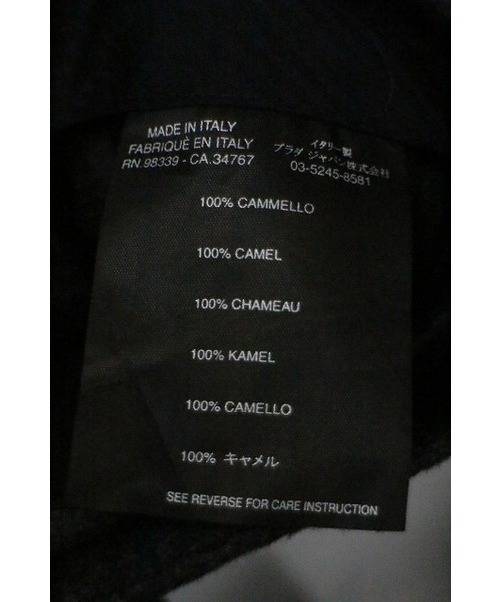 MADE IN ITALY
FABRIQUÈ EN ITALY
RN.98339 - CA.34767
イタリー製
プラダ ジャパン株式会社
03-5245-8581
100% CAMMELLO
100% CAMEL
100% CHAMEAU
100% KAMEL
100% CAMELLO
100% キャメル
SEE REVERSE FOR CARE INSTRUCTION